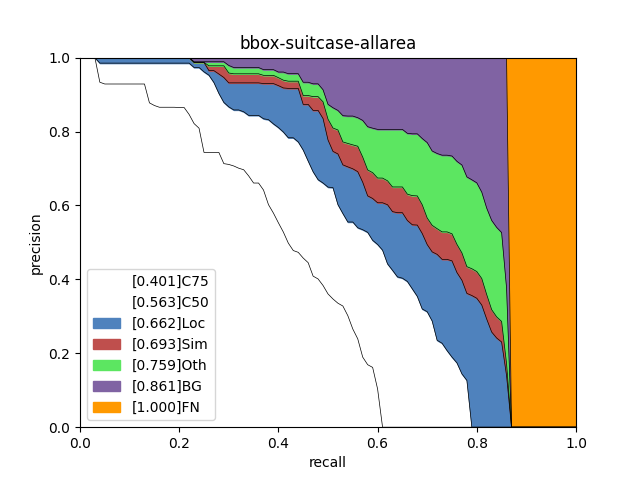 bbox-suitcase-allarea
1.0
0.8
0.6
0.4
0.2
0.0
precision
[0.401]C75
[0.563]C50
[0.662]Loc
[0.693]Sim
[0.759]Oth
[0.861]BG
[1.000]FN
0.0 0.2 0.4 0.6 0.8 1.0
recall